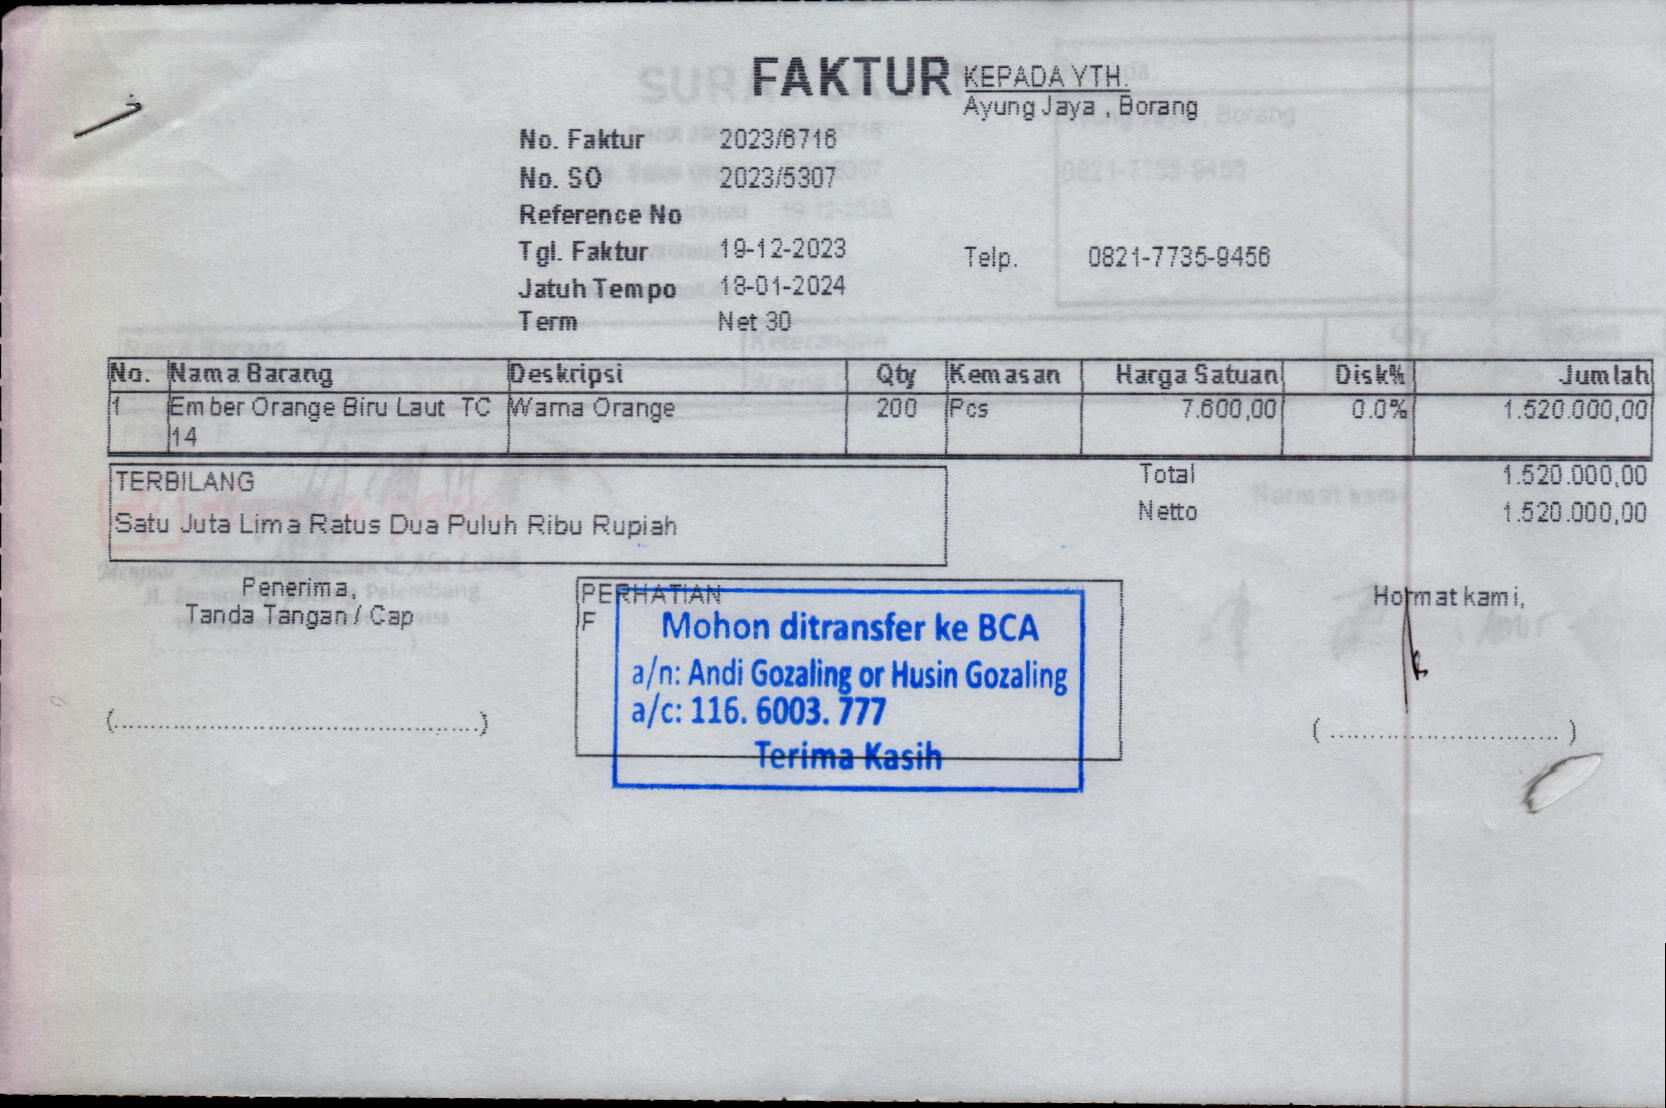 FAKTUR
KEPADA YTH.
Ayung Jaya , Borang
No. Faktur 2023/6716
No. SO 2023/5307
Reference No
Tgl. Faktur 19-12-2023
Telp. 0821-7735-9456
Jatuh Tempo 18-01-2024
Term Net 30
No. Nama Barang Deskripsi Qty Kemasan Harga Satuan Disk% Jumlah
1 Ember Orange Biru Laut TC Warna Orange 200 Pcs 7.600,00 0.0% 1.520.000,00
14
TERBILANG
Satu Juta Lima Ratus Dua Puluh Ribu Rupiah
Total 1.520.000,00
Netto 1.520.000,00
Penerima,
Tanda Tangan / Cap
(.....................................................)
PERHATIAN
F
Mohon ditransfer ke BCA
a/n: Andi Gozaling or Husin Gozaling
a/c: 116. 6003. 777
Terima Kasih
Hormat kami,
( ................................. )